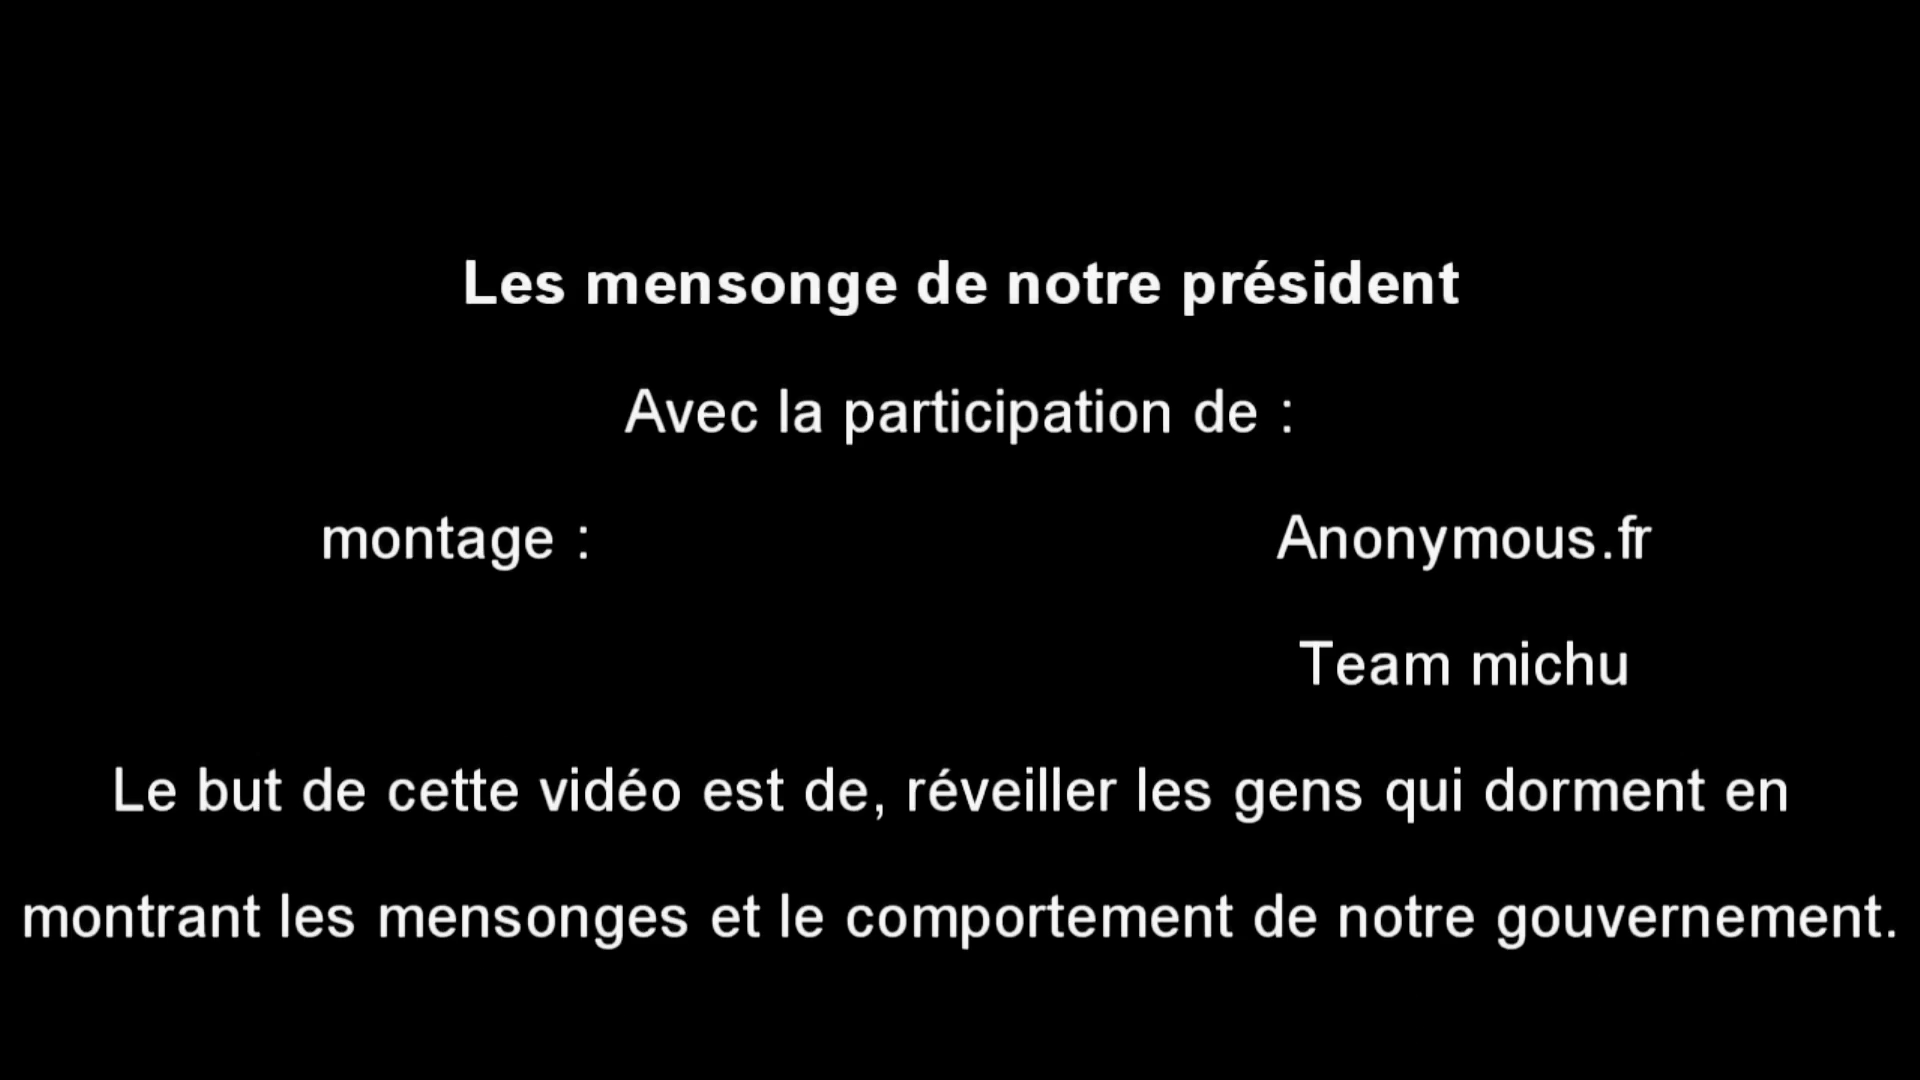 Les mensonge de notre président
Avec la participation de :
montage : Anonymous.fr
Team michu
Le but de cette vidéo est de, réveiller les gens qui dorment en
montrant les mensonges et le comportement de notre gouvernement.